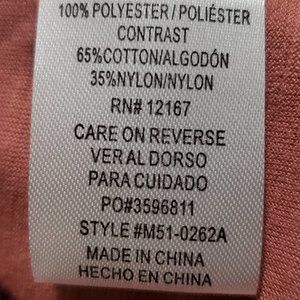 100% POLYESTER / POLIÉSTER
CONTRAST
65%COTTON/ALGODÓN
35%NYLON/NYLON
RN# 12167
CARE ON REVERSE
VER AL DORSO
PARA CUIDADO
PO#3596811
STYLE #M51-0262A
MADE IN CHINA
HECHO EN CHINA